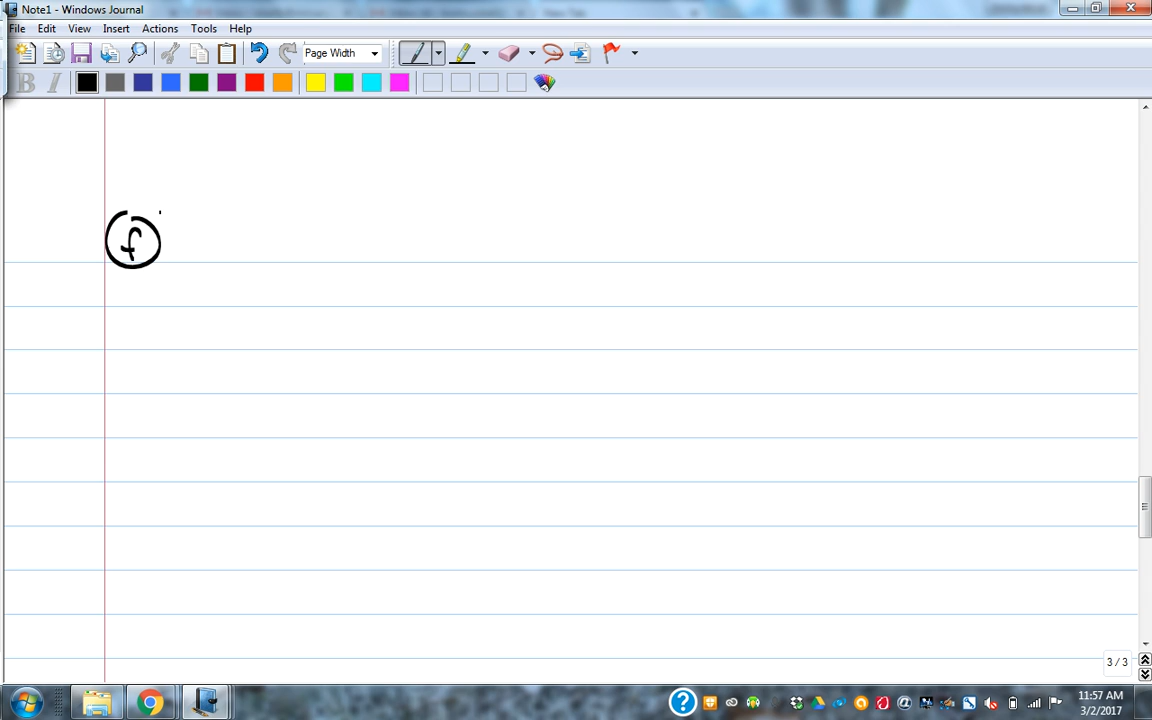 Note1 - Windows Journal
File Edit View Insert Actions Tools Help
Page Width
B I
f
3 / 3
11:57 AM
3/2/2017